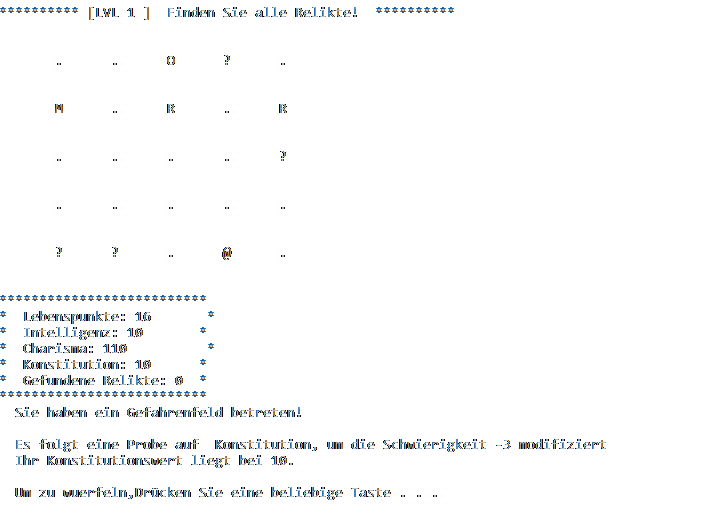 ********** [LVL 1 ]  Finden Sie alle Relikte!  **********
.  .  O  ?  .
M  .  R  .  R
.  .  .  .  ?
.  .  .  .  .
?  ?  .  @  .
**************************
*  Lebenspunkte: 16       *
*  Intelligenz: 10       *
*  Charisma: 110          *
*  Konstitution: 10      *
*  Gefundene Relikte: 0  *
**************************
Sie haben ein Gefahrenfeld betreten!
Es folgt eine Probe auf  Konstitution, um die Schwierigkeit -3 modifiziert
Ihr Konstitutionswert liegt bei 10.
Um zu wuerfeln,Drücken Sie eine beliebige Taste . . .